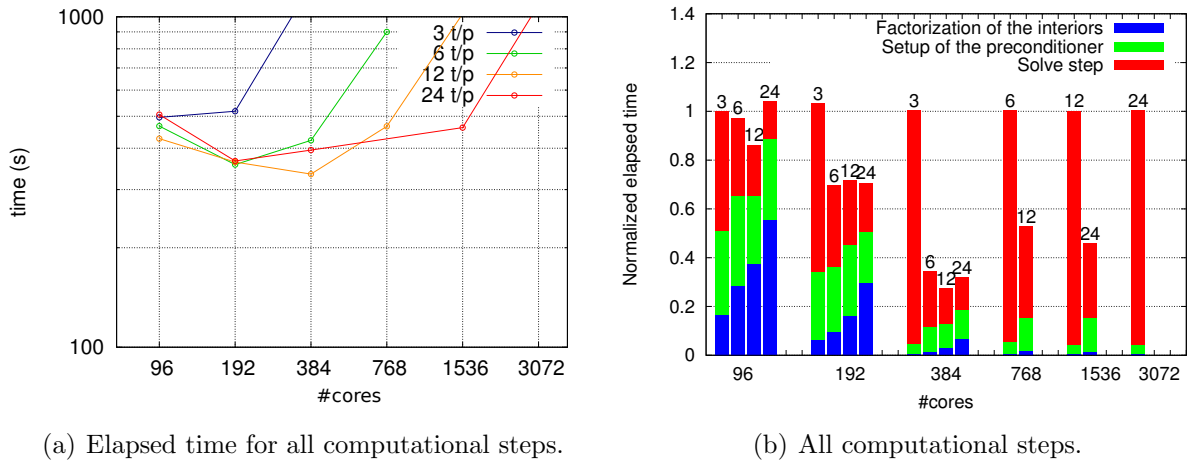 1000
100
time (s)
96 192 384 768 1536 3072
#cores
3 t/p
6 t/p
12 t/p
24 t/p
(a) Elapsed time for all computational steps.
1.4
1.2
1
0.8
0.6
0.4
0.2
0
Normalized elapsed time
Factorization of the interiors
Setup of the preconditioner
Solve step
3 6 12 24
3 6 12 24
3 6 12 24
6 12
12 24
24
96 192 384 768 1536 3072
#cores
(b) All computational steps.